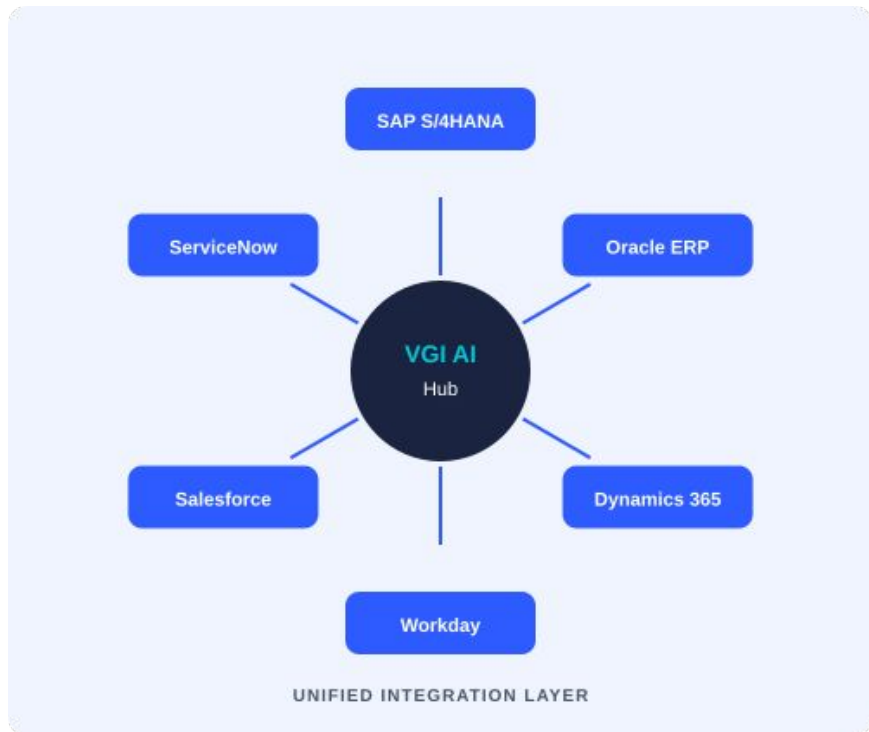 SAP S/4HANA
ServiceNow
Oracle ERP
VGI AI
Hub
Salesforce
Dynamics 365
Workday
UNIFIED INTEGRATION LAYER